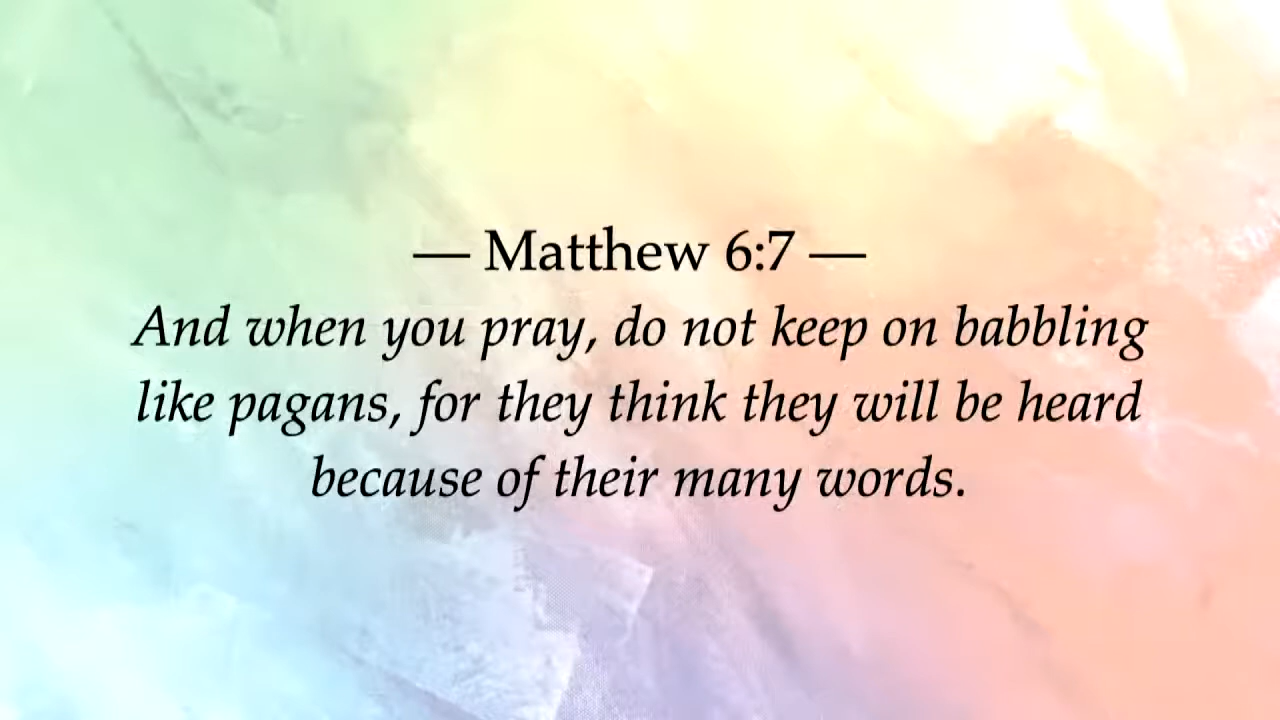 — Matthew 6:7 —
And when you pray, do not keep on babbling
like pagans, for they think they will be heard
because of their many words.